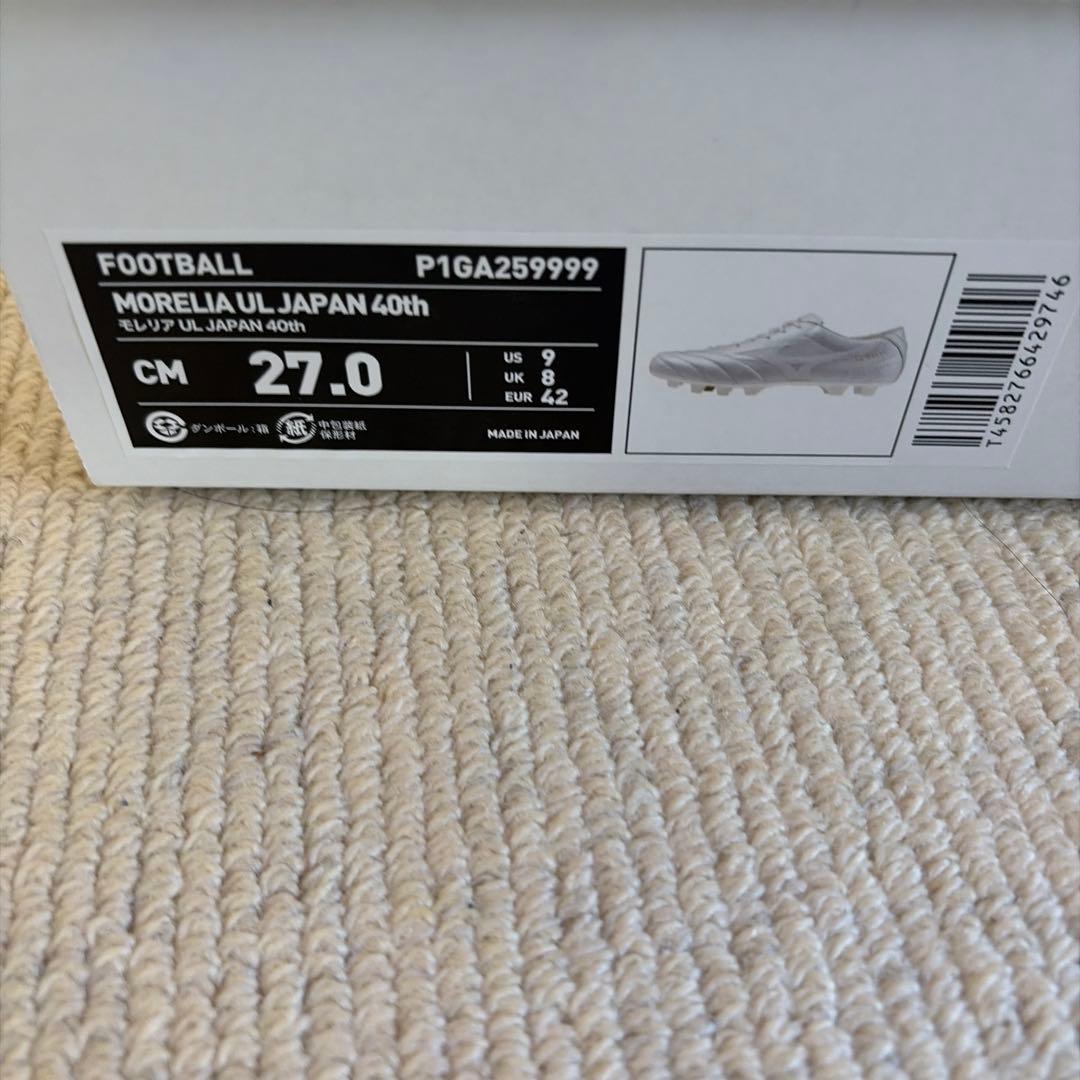 FOOTBALL P1GA259999
MORELIA UL JAPAN 40th
モレリア UL JAPAN 40th
CM 27.0
US 9
UK 8
EUR 42
ダンボール:箱
紙
中包装紙
保形材
MADE IN JAPAN
T4582766429746